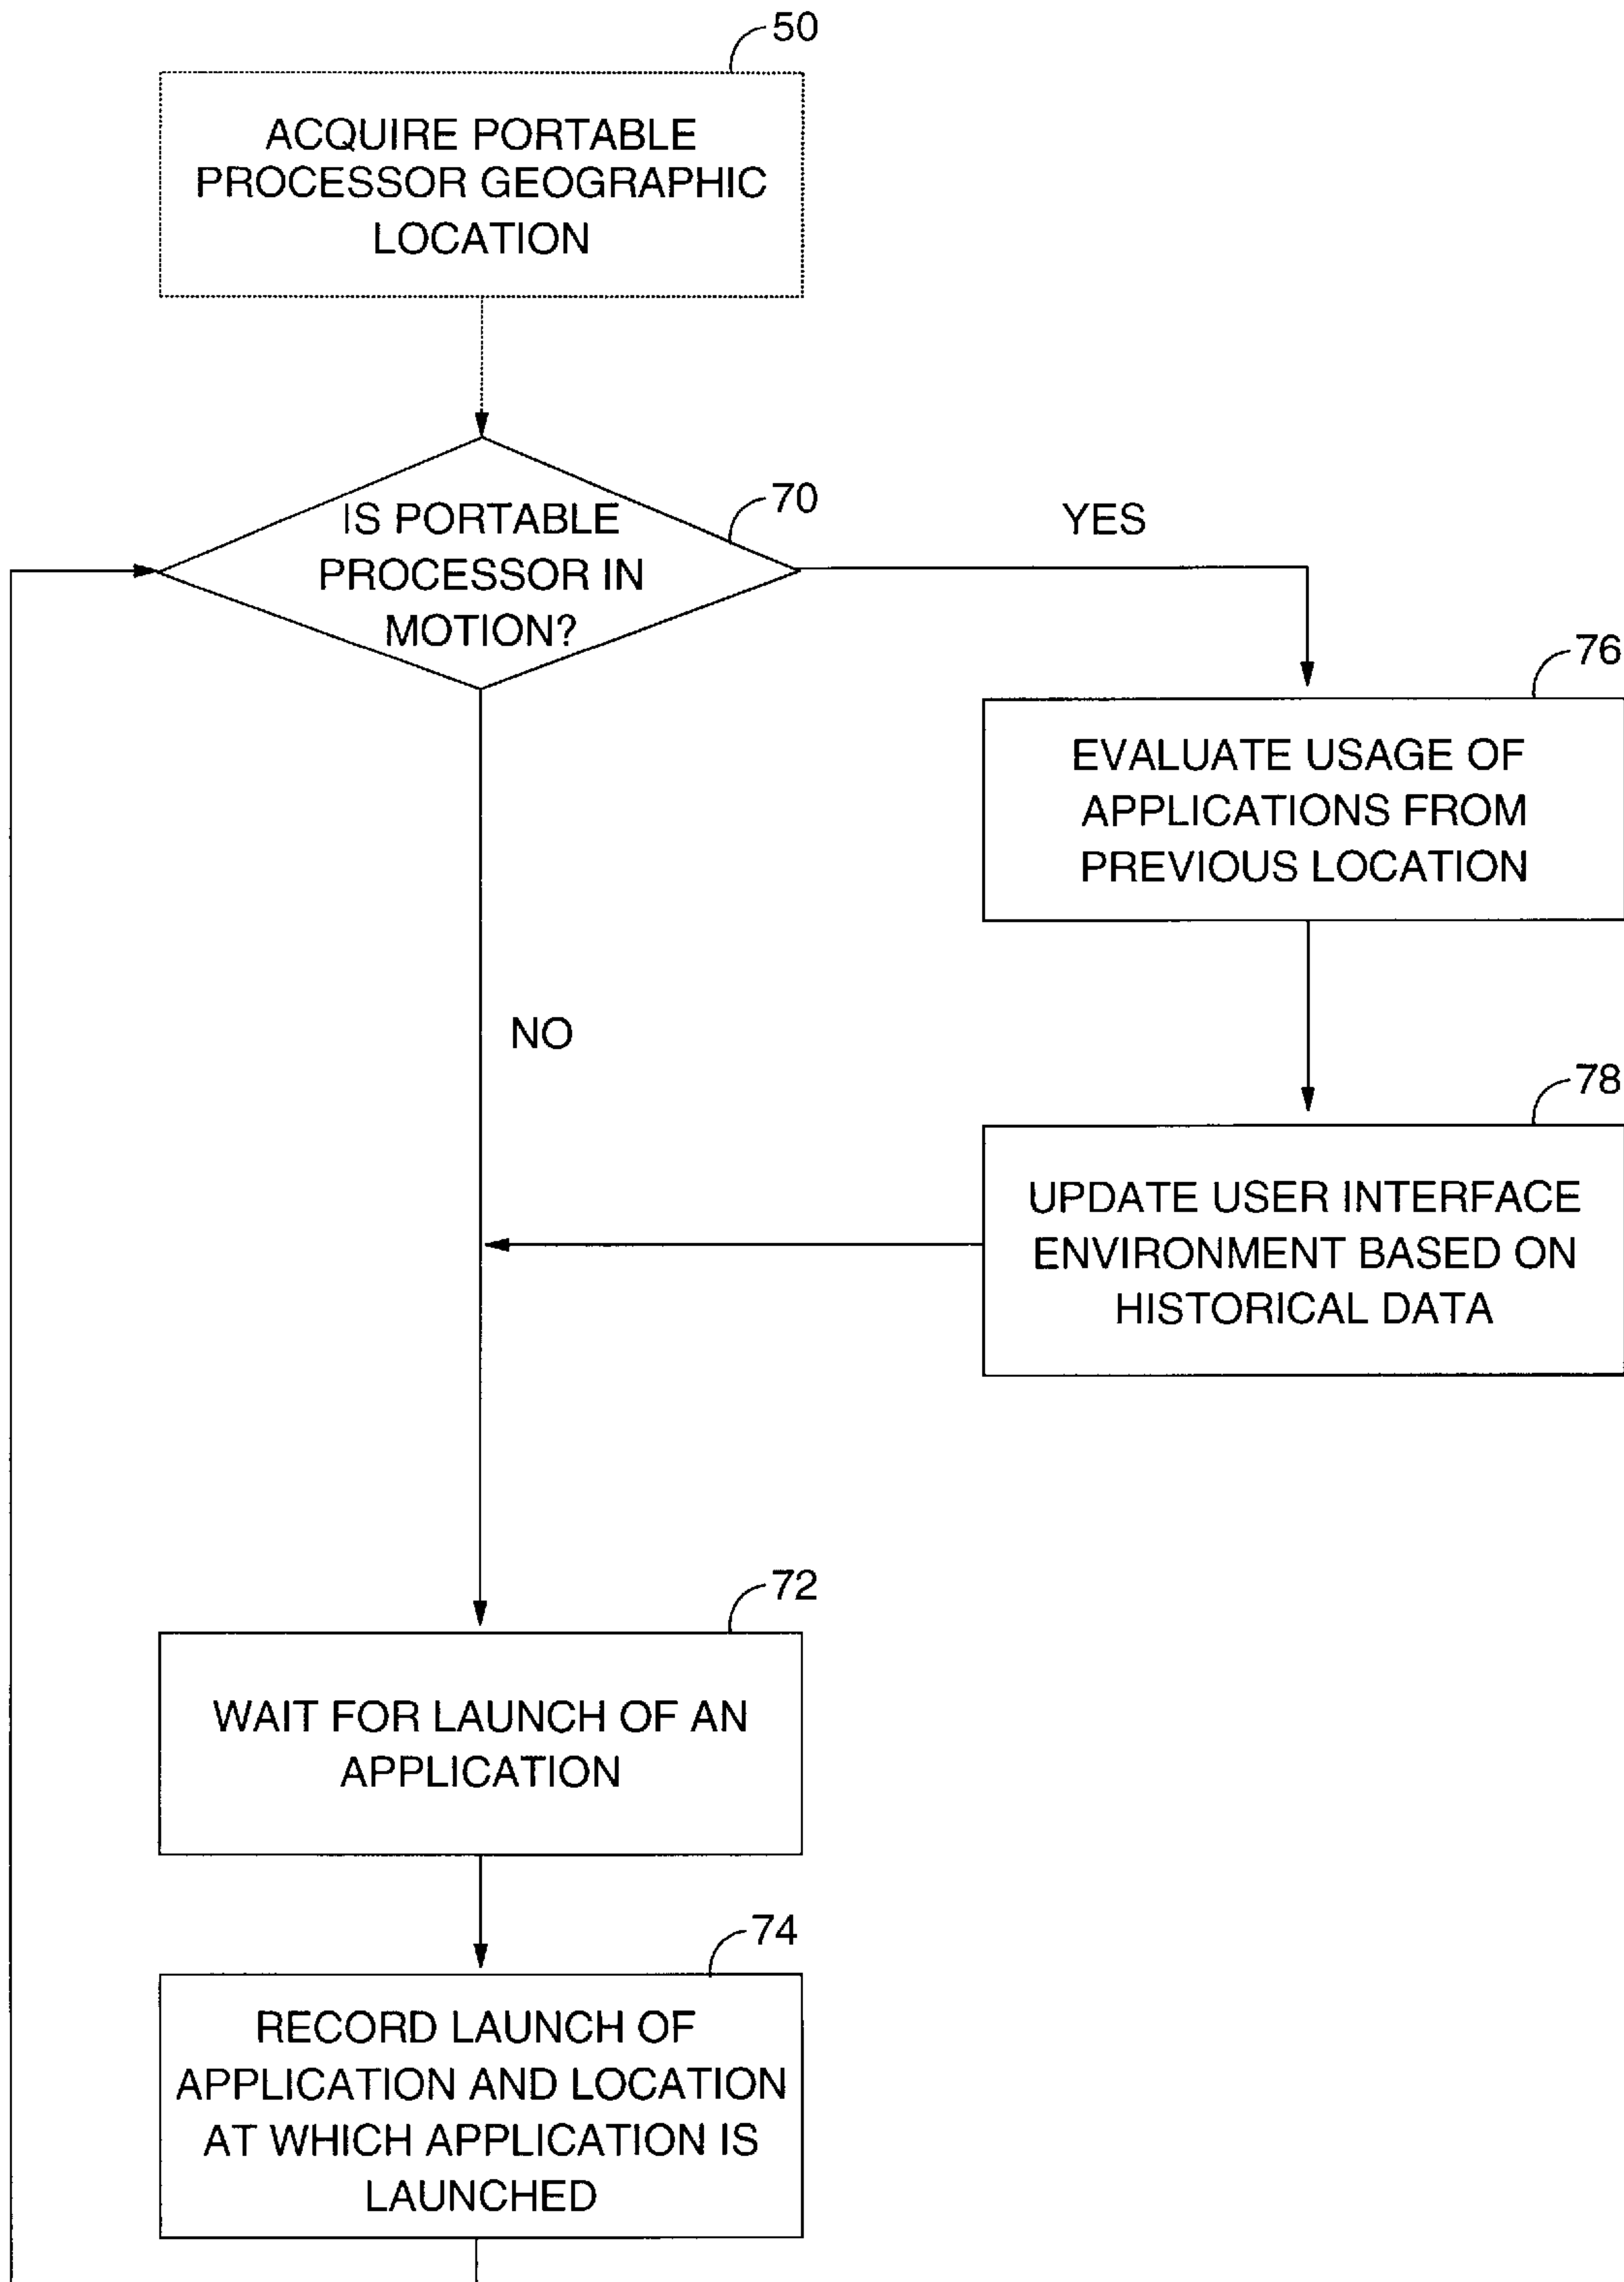 50
ACQUIRE PORTABLE
PROCESSOR GEOGRAPHIC
LOCATION
70
IS PORTABLE
PROCESSOR IN
MOTION?
YES
76
EVALUATE USAGE OF
APPLICATIONS FROM
PREVIOUS LOCATION
NO
78
UPDATE USER INTERFACE
ENVIRONMENT BASED ON
HISTORICAL DATA
72
WAIT FOR LAUNCH OF AN
APPLICATION
74
RECORD LAUNCH OF
APPLICATION AND LOCATION
AT WHICH APPLICATION IS
LAUNCHED